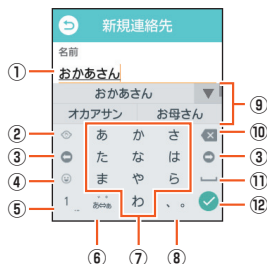 新規連絡先
名前
① おかあさん
おかあさん ▼
オカアサン お母さん ⑨
② あ か さ ⑩
③ た な は ③
④ ま や ら ⑪
⑤ 1 あ⇔ぁ わ 、。 ⑫
⑥ ⑦ ⑧